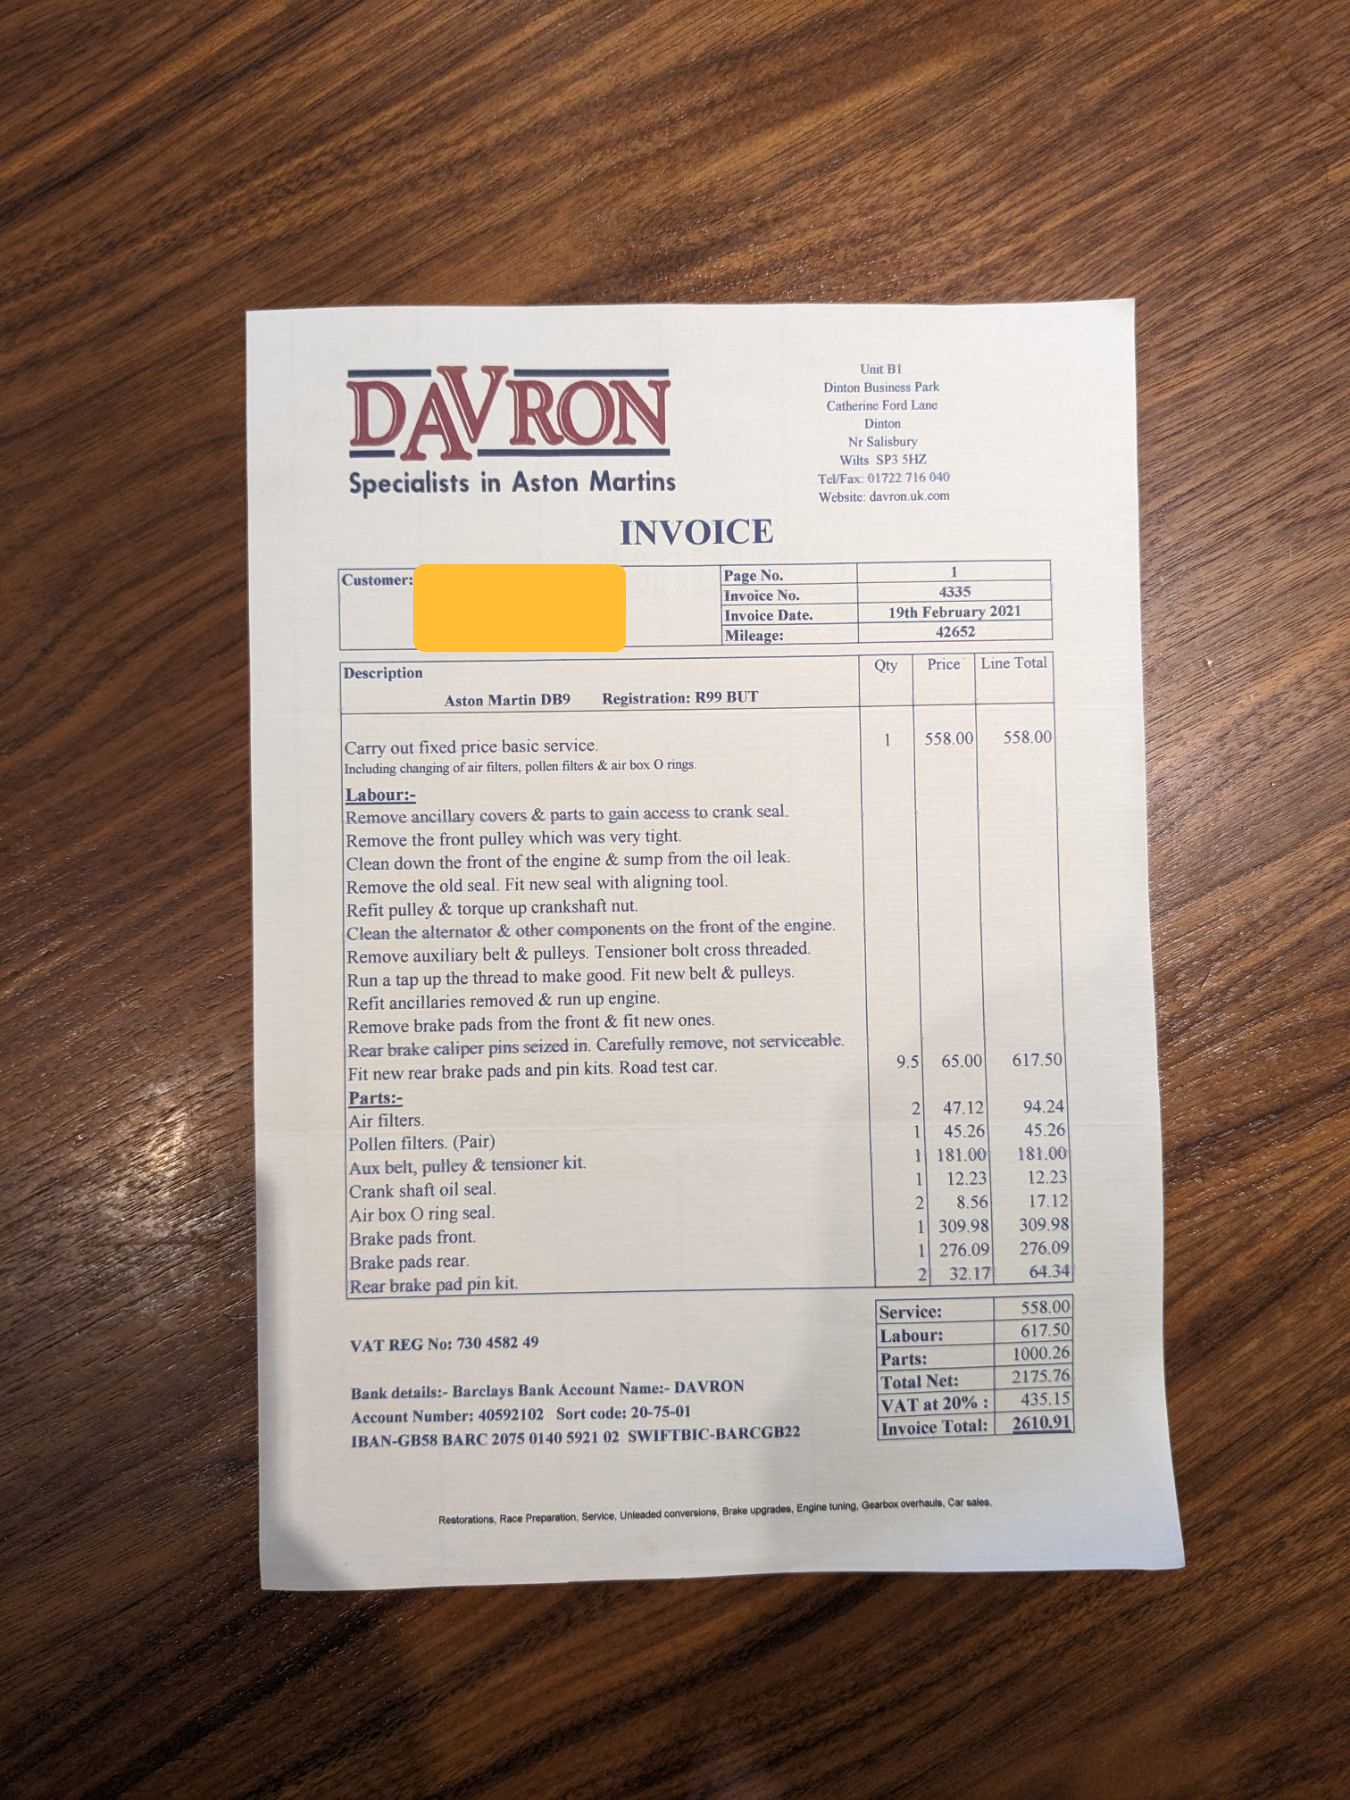 DAVRON
Specialists in Aston Martins
Unit B1
Dinton Business Park
Catherine Ford Lane
Dinton
Nr Salisbury
Wilts SP3 5HZ
Tel/Fax: 01722 716 040
Website: davron.uk.com
INVOICE
Customer:
Page No. 1
Invoice No. 4335
Invoice Date. 19th February 2021
Mileage: 42652
Description Qty Price Line Total
Aston Martin DB9 Registration: R99 BUT
Carry out fixed price basic service. 1 558.00 558.00
Including changing of air filters, pollen filters & air box O rings.
Labour:-
Remove ancillary covers & parts to gain access to crank seal.
Remove the front pulley which was very tight.
Clean down the front of the engine & sump from the oil leak.
Remove the old seal. Fit new seal with aligning tool.
Refit pulley & torque up crankshaft nut.
Clean the alternator & other components on the front of the engine.
Remove auxiliary belt & pulleys. Tensioner bolt cross threaded.
Run a tap up the thread to make good. Fit new belt & pulleys.
Refit ancillaries removed & run up engine.
Remove brake pads from the front & fit new ones.
Rear brake caliper pins seized in. Carefully remove, not serviceable.
Fit new rear brake pads and pin kits. Road test car. 9.5 65.00 617.50
Parts:-
Air filters. 2 47.12 94.24
Pollen filters. (Pair) 1 45.26 45.26
Aux belt, pulley & tensioner kit. 1 181.00 181.00
Crank shaft oil seal. 1 12.23 12.23
Air box O ring seal. 2 8.56 17.12
Brake pads front. 1 309.98 309.98
Brake pads rear. 1 276.09 276.09
Rear brake pad pin kit. 2 32.17 64.34
Service: 558.00
Labour: 617.50
Parts: 1000.26
Total Net: 2175.76
VAT at 20% : 435.15
Invoice Total: 2610.91
VAT REG No: 730 4582 49
Bank details:- Barclays Bank Account Name:- DAVRON
Account Number: 40592102 Sort code: 20-75-01
IBAN-GB58 BARC 2075 0140 5921 02 SWIFTBIC-BARCGB22
Restorations, Race Preparation, Service, Unleaded conversions, Brake upgrades, Engine tuning, Gearbox overhauls, Car sales.